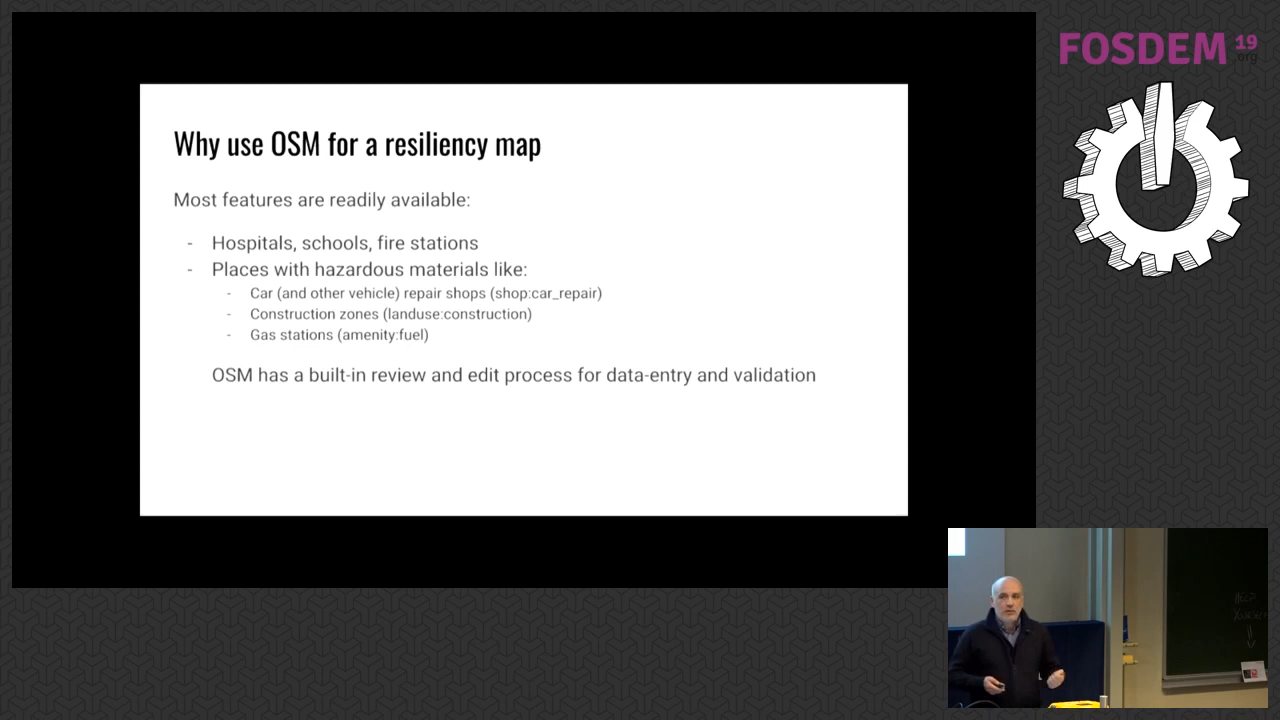 FOSDEM 19
.org
Why use OSM for a resiliency map
Most features are readily available:
- Hospitals, schools, fire stations
- Places with hazardous materials like:
- Car (and other vehicle) repair shops (shop:car_repair)
- Construction zones (landuse:construction)
- Gas stations (amenity:fuel)
OSM has a built-in review and edit process for data-entry and validation